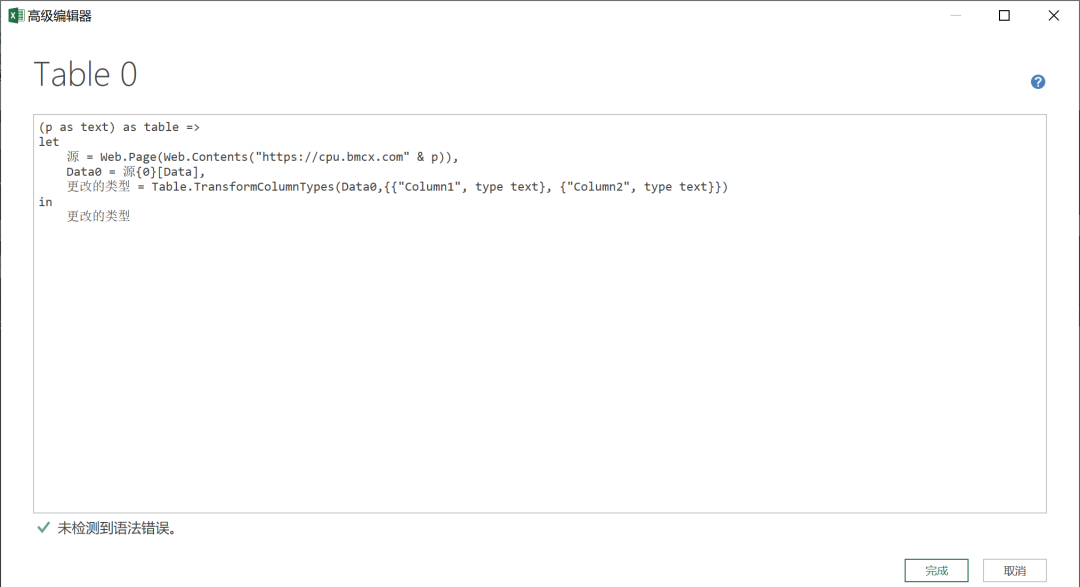 高级编辑器
Table 0
(p as text) as table =>
let
    源 = Web.Page(Web.Contents("https://cpu.bmcx.com" & p)),
    Data0 = 源{0}[Data],
    更改的类型 = Table.TransformColumnTypes(Data0,{{"Column1", type text}, {"Column2", type text}})
in
    更改的类型
未检测到语法错误。
完成
取消